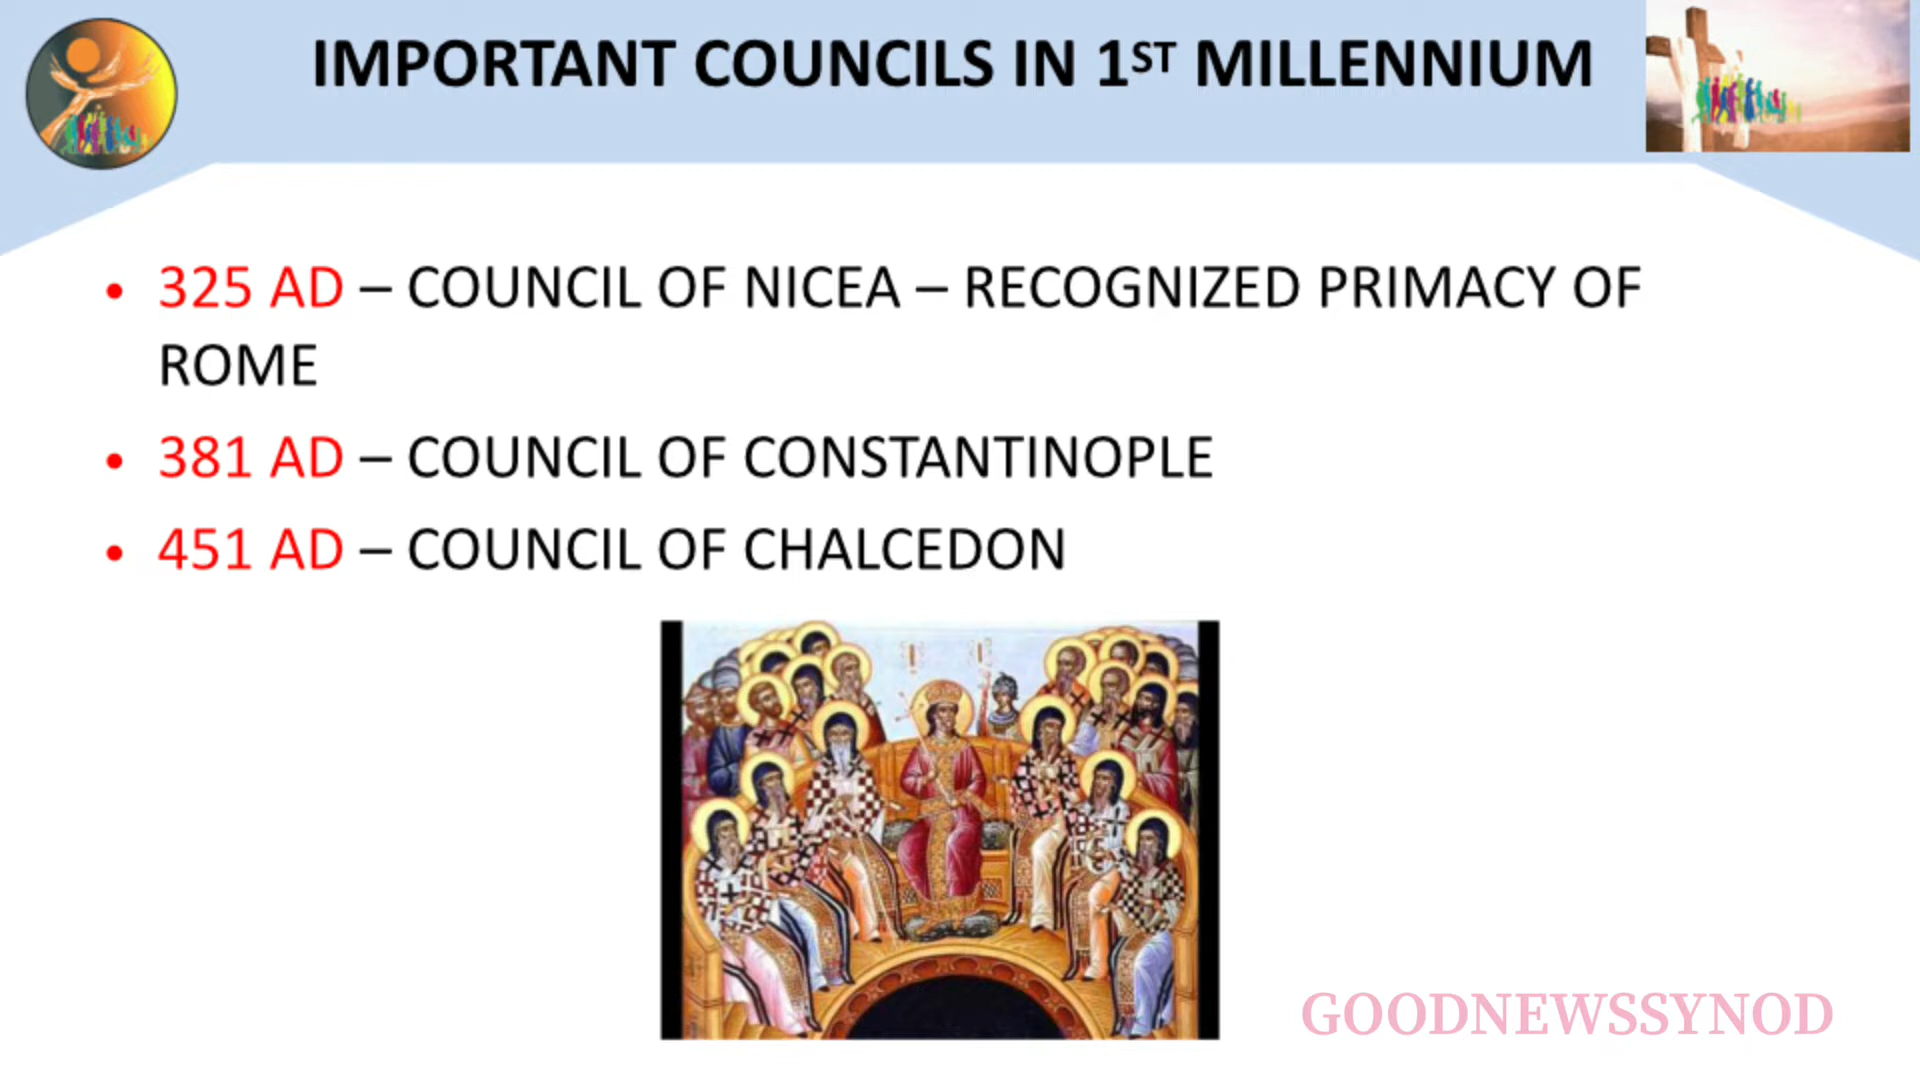 IMPORTANT COUNCILS IN 1ST MILLENNIUM
• 325 AD – COUNCIL OF NICEA – RECOGNIZED PRIMACY OF
ROME
• 381 AD – COUNCIL OF CONSTANTINOPLE
• 451 AD – COUNCIL OF CHALCEDON
GOODNEWSSYNOD